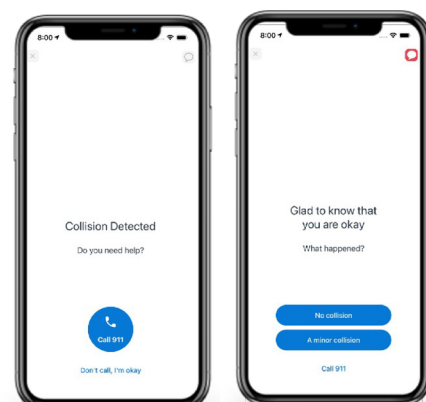 8:00
Collision Detected
Do you need help?
Call 911
Don't call, I'm okay
8:00
Glad to know that
you are okay
What happened?
No collision
A minor collision
Call 911